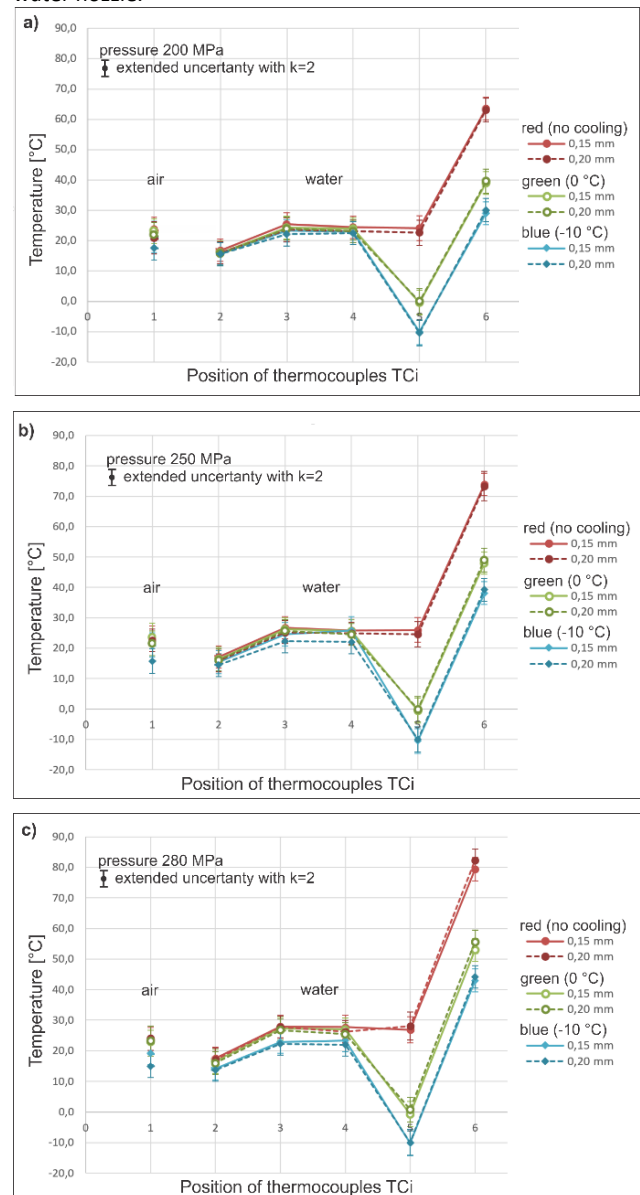 a)
pressure 200 MPa
extended uncertanty with k=2
90,0
80,0
70,0
60,0
50,0
40,0
30,0
20,0
10,0
0,0
-10,0
-20,0
Temperature [°C]
air
water
0
1
2
3
4
5
6
Position of thermocouples TCi
red (no cooling)
0,15 mm
0,20 mm
green (0 °C)
0,15 mm
0,20 mm
blue (-10 °C)
0,15 mm
0,20 mm
b)
pressure 250 MPa
extended uncertanty with k=2
90,0
80,0
70,0
60,0
50,0
40,0
30,0
20,0
10,0
0,0
-10,0
-20,0
Temperature [°C]
air
water
0
1
2
3
4
5
6
Position of thermocouples TCi
red (no cooling)
0,15 mm
0,20 mm
green (0 °C)
0,15 mm
0,20 mm
blue (-10 °C)
0,15 mm
0,20 mm
c)
pressure 280 MPa
extended uncertanty with k=2
90,0
80,0
70,0
60,0
50,0
40,0
30,0
20,0
10,0
0,0
-10,0
-20,0
Temperature [°C]
air
water
0
1
2
3
4
5
6
Position of thermocouples TCi
red (no cooling)
0,15 mm
0,20 mm
green (0 °C)
0,15 mm
0,20 mm
blue (-10 °C)
0,15 mm
0,20 mm